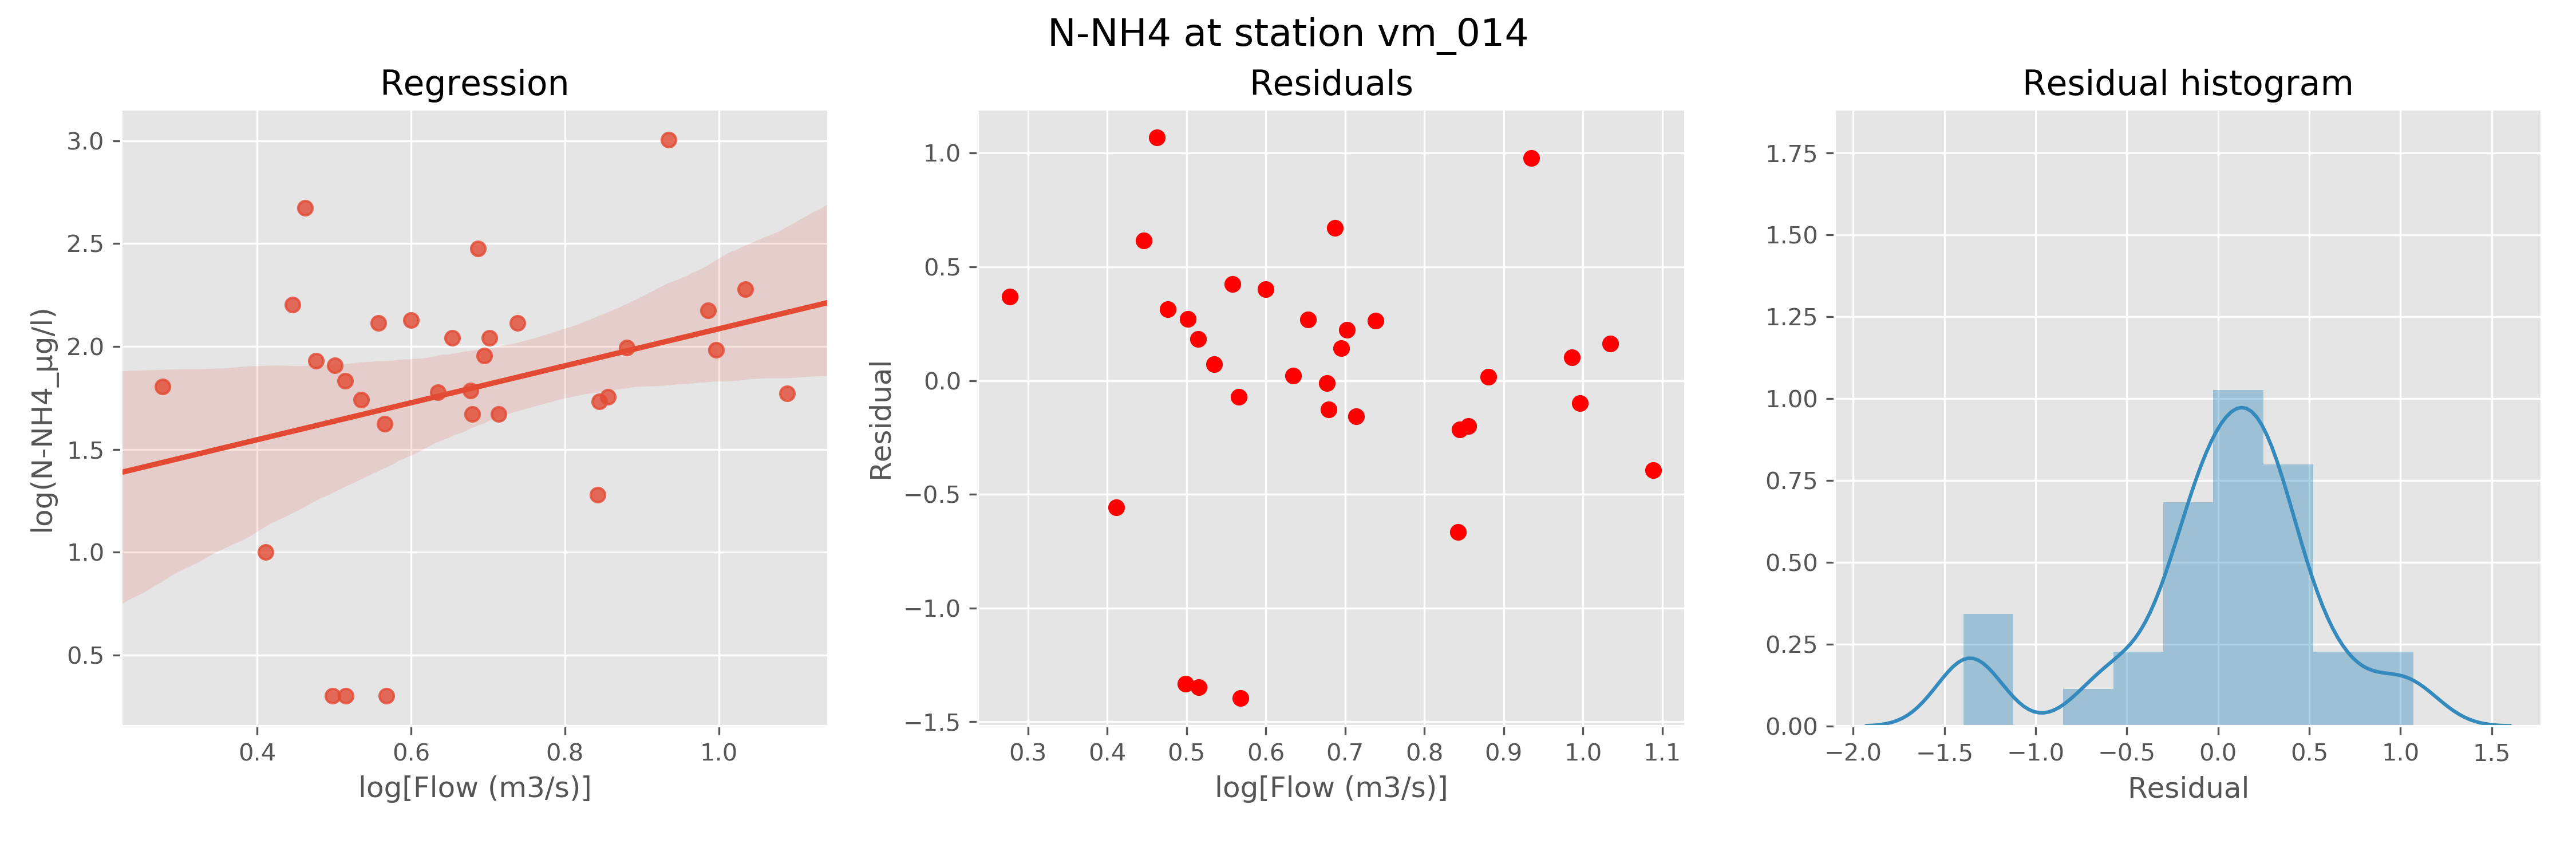 N-NH4 at station vm_014
Regression
3.0
2.5
2.0
1.5
1.0
0.5
log(N-NH4_µg/l)
0.4 0.6 0.8 1.0
log[Flow (m3/s)]
Residuals
1.0
0.5
0.0
−0.5
−1.0
−1.5
Residual
0.3 0.4 0.5 0.6 0.7 0.8 0.9 1.0 1.1
log[Flow (m3/s)]
Residual histogram
1.75
1.50
1.25
1.00
0.75
0.50
0.25
0.00
−2.0 −1.5 −1.0 −0.5 0.0 0.5 1.0 1.5
Residual